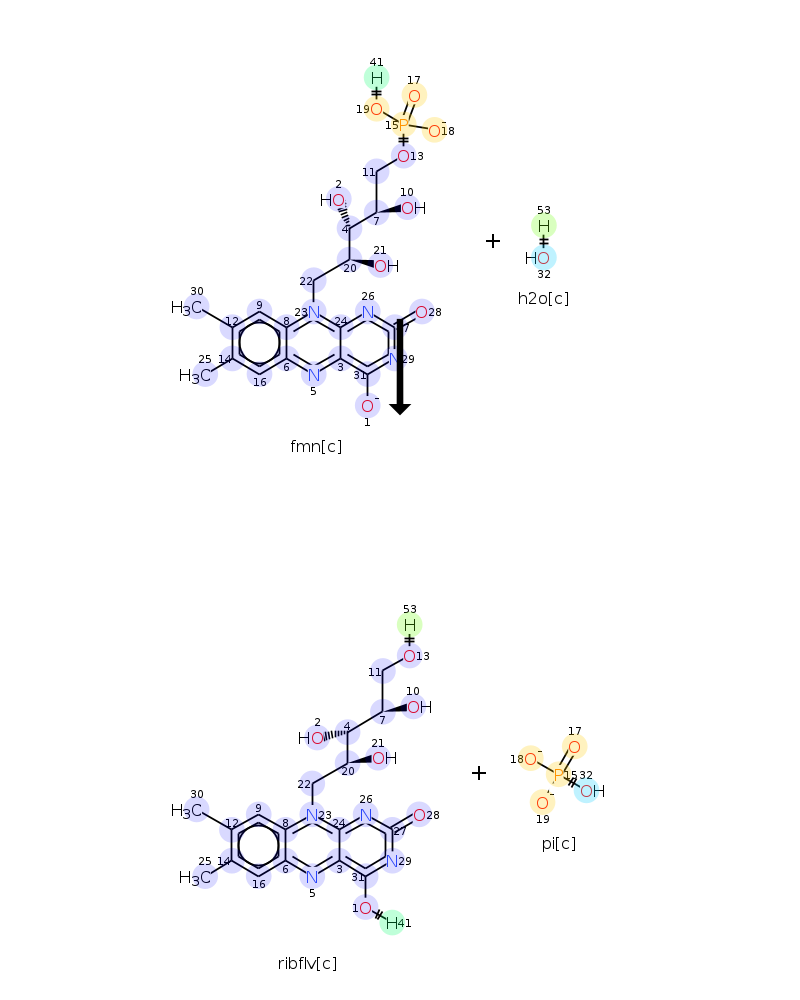 41
H
17
O
19 O
15 P
O⁻ 18
O 13
11
2
HO
10
OH
7
4
21
OH
20
22
30
H₃C
9
26
N
O 28
23 N
12
8
24
27
25
H₃C
14
6
3
N 29
16
N
5
31
O⁻
1
fmn[c]
+
53
H
HO
32
h2o[c]
53
H
O 13
11
10
OH
7
2
HO
4
21
OH
20
22
30
H₃C
9
26
N
O 28
N 23
12
8
24
27
25
H₃C
14
6
3
N 29
16
N
5
31
1 O
H 41
ribflv[c]
+
17
O
18 O⁻
P 15
32
OH
O⁻
19
pi[c]